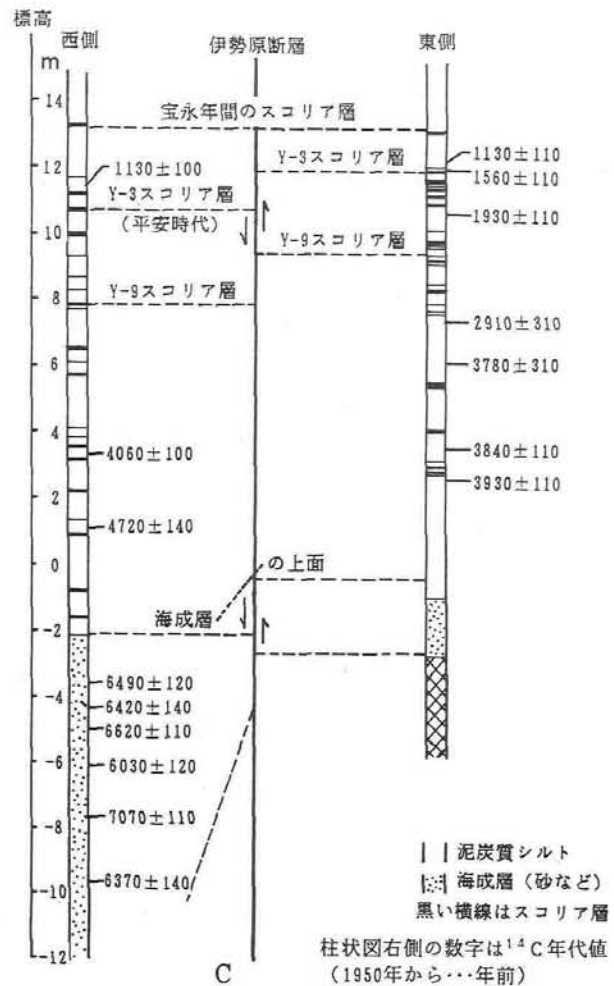 標高
西側
伊勢原断層
東側
m
14
宝永年間のスコリア層
12
1130±100
Y-3スコリア層
1130±110
1560±110
Y-3スコリア層
(平安時代)
1930±110
10
Y-9スコリア層
8
Y-9スコリア層
2910±310
6
3780±310
4
4060±100
3840±110
3930±110
2
4720±140
0
の上面
海成層
-2
6490±120
-4
6420±140
6620±110
-6
6030±120
-8
7070±110
-10
6370±140
-12
C
泥炭質シルト
海成層(砂など)
黒い横線はスコリア層
柱状図右側の数字は¹⁴C年代値
(1950年から・・・年前)